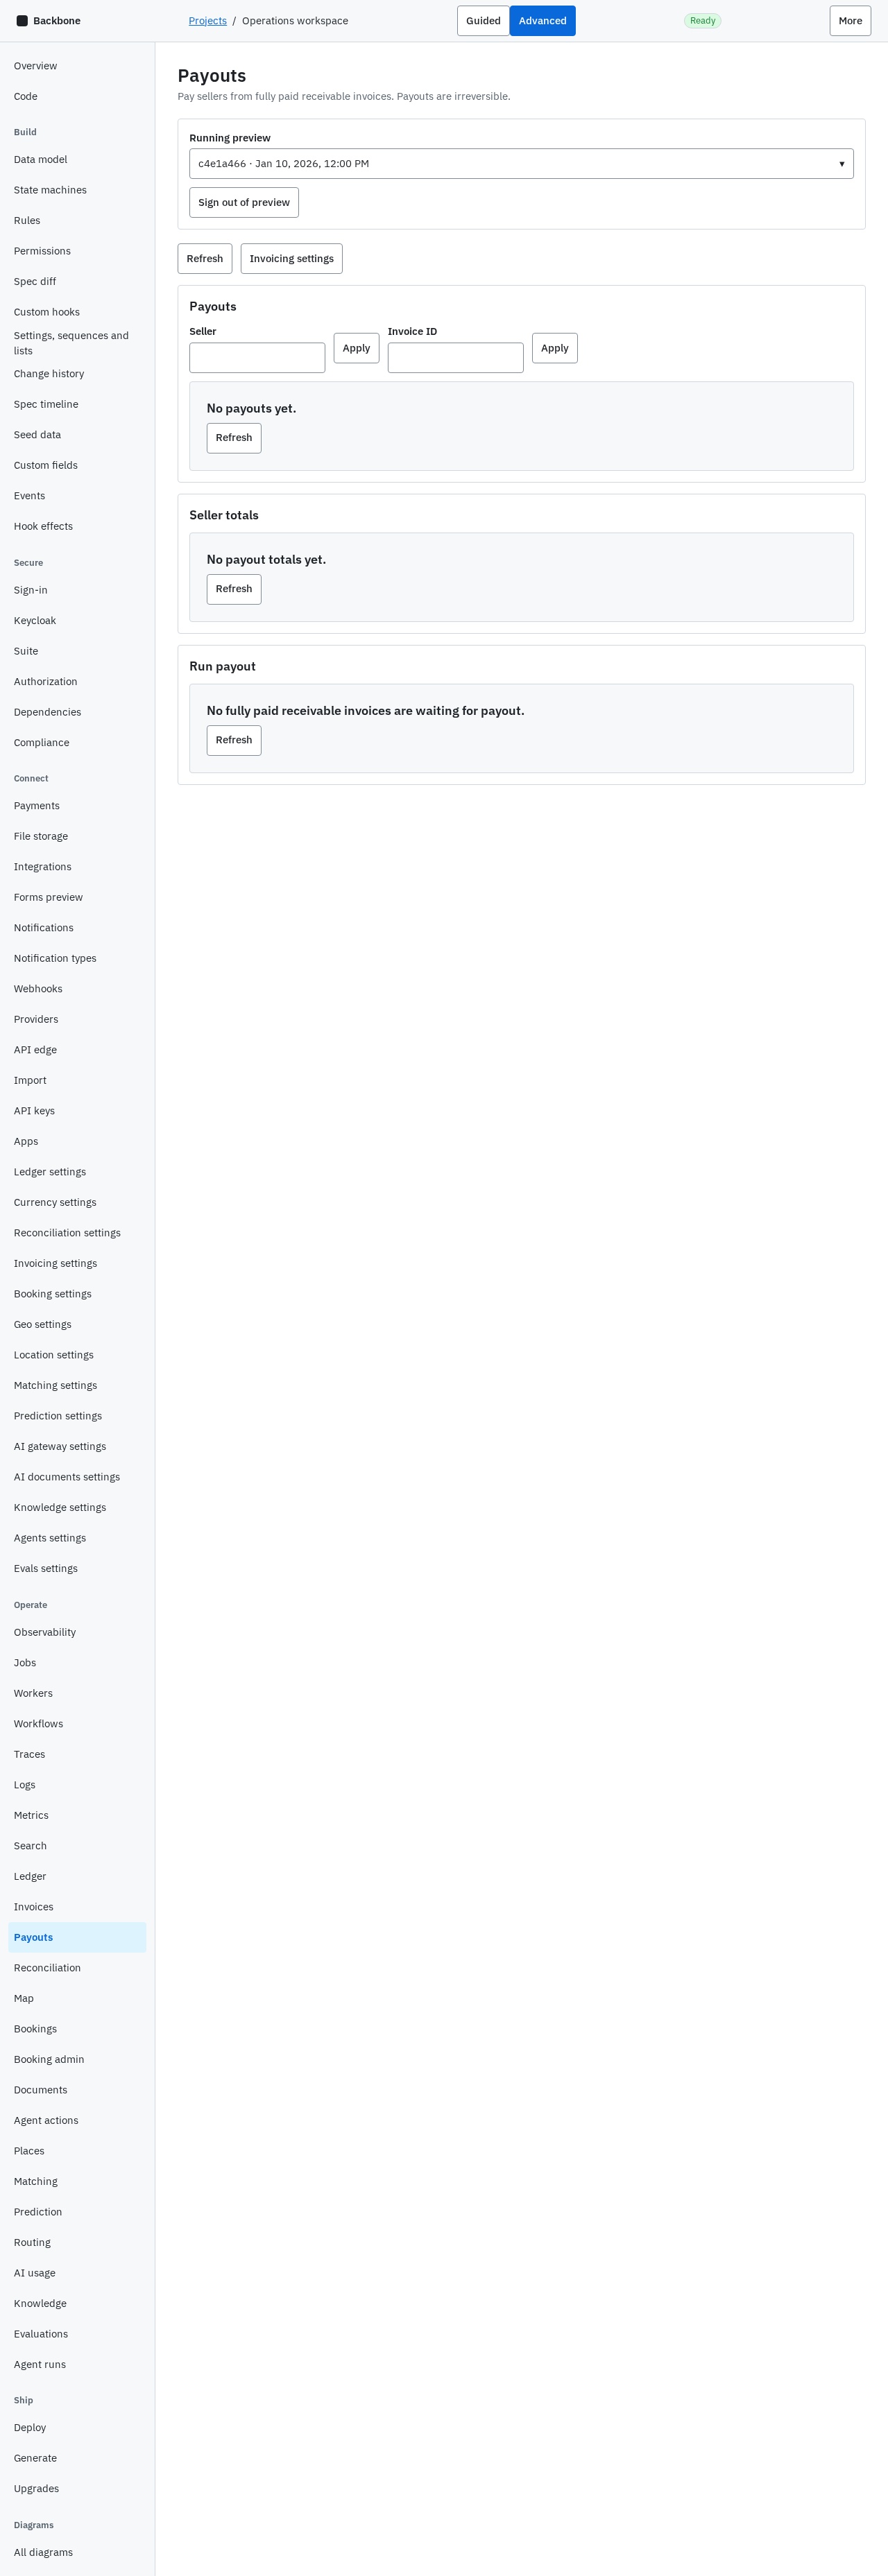 Backbone
Projects / Operations workspace
Guided
Advanced
Ready
More
Overview
Code
Build
Data model
State machines
Rules
Permissions
Spec diff
Custom hooks
Settings, sequences and
lists
Change history
Spec timeline
Seed data
Custom fields
Events
Hook effects
Secure
Sign-in
Keycloak
Suite
Authorization
Dependencies
Compliance
Connect
Payments
File storage
Integrations
Forms preview
Notifications
Notification types
Webhooks
Providers
API edge
Import
API keys
Apps
Ledger settings
Currency settings
Reconciliation settings
Invoicing settings
Booking settings
Geo settings
Location settings
Matching settings
Prediction settings
AI gateway settings
AI documents settings
Knowledge settings
Agents settings
Evals settings
Operate
Observability
Jobs
Workers
Workflows
Traces
Logs
Metrics
Search
Ledger
Invoices
Payouts
Reconciliation
Map
Bookings
Booking admin
Documents
Agent actions
Places
Matching
Prediction
Routing
AI usage
Knowledge
Evaluations
Agent runs
Ship
Deploy
Generate
Upgrades
Diagrams
All diagrams
Payouts
Pay sellers from fully paid receivable invoices. Payouts are irreversible.
Running preview
c4e1a466 · Jan 10, 2026, 12:00 PM
Sign out of preview
Refresh
Invoicing settings
Payouts
Seller
Apply
Invoice ID
Apply
No payouts yet.
Refresh
Seller totals
No payout totals yet.
Refresh
Run payout
No fully paid receivable invoices are waiting for payout.
Refresh